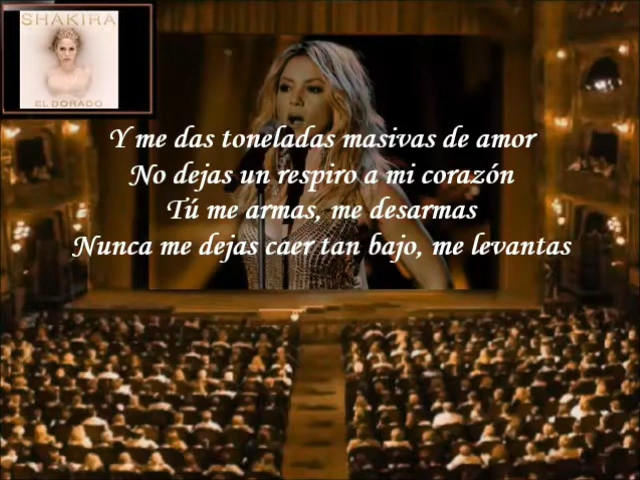 SHAKIRA
EL DORADO
Y me das toneladas masivas de amor
No dejas un respiro a mi corazón
Tú me armas, me desarmas
Nunca me dejas caer tan bajo, me levantas